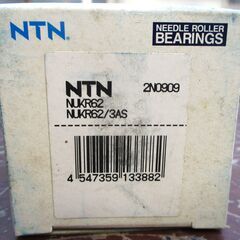 NTN
NEEDLE ROLLER
BEARINGS
NTN 2N0909
NUKR62
NUKR62/3AS
4 547359 133882